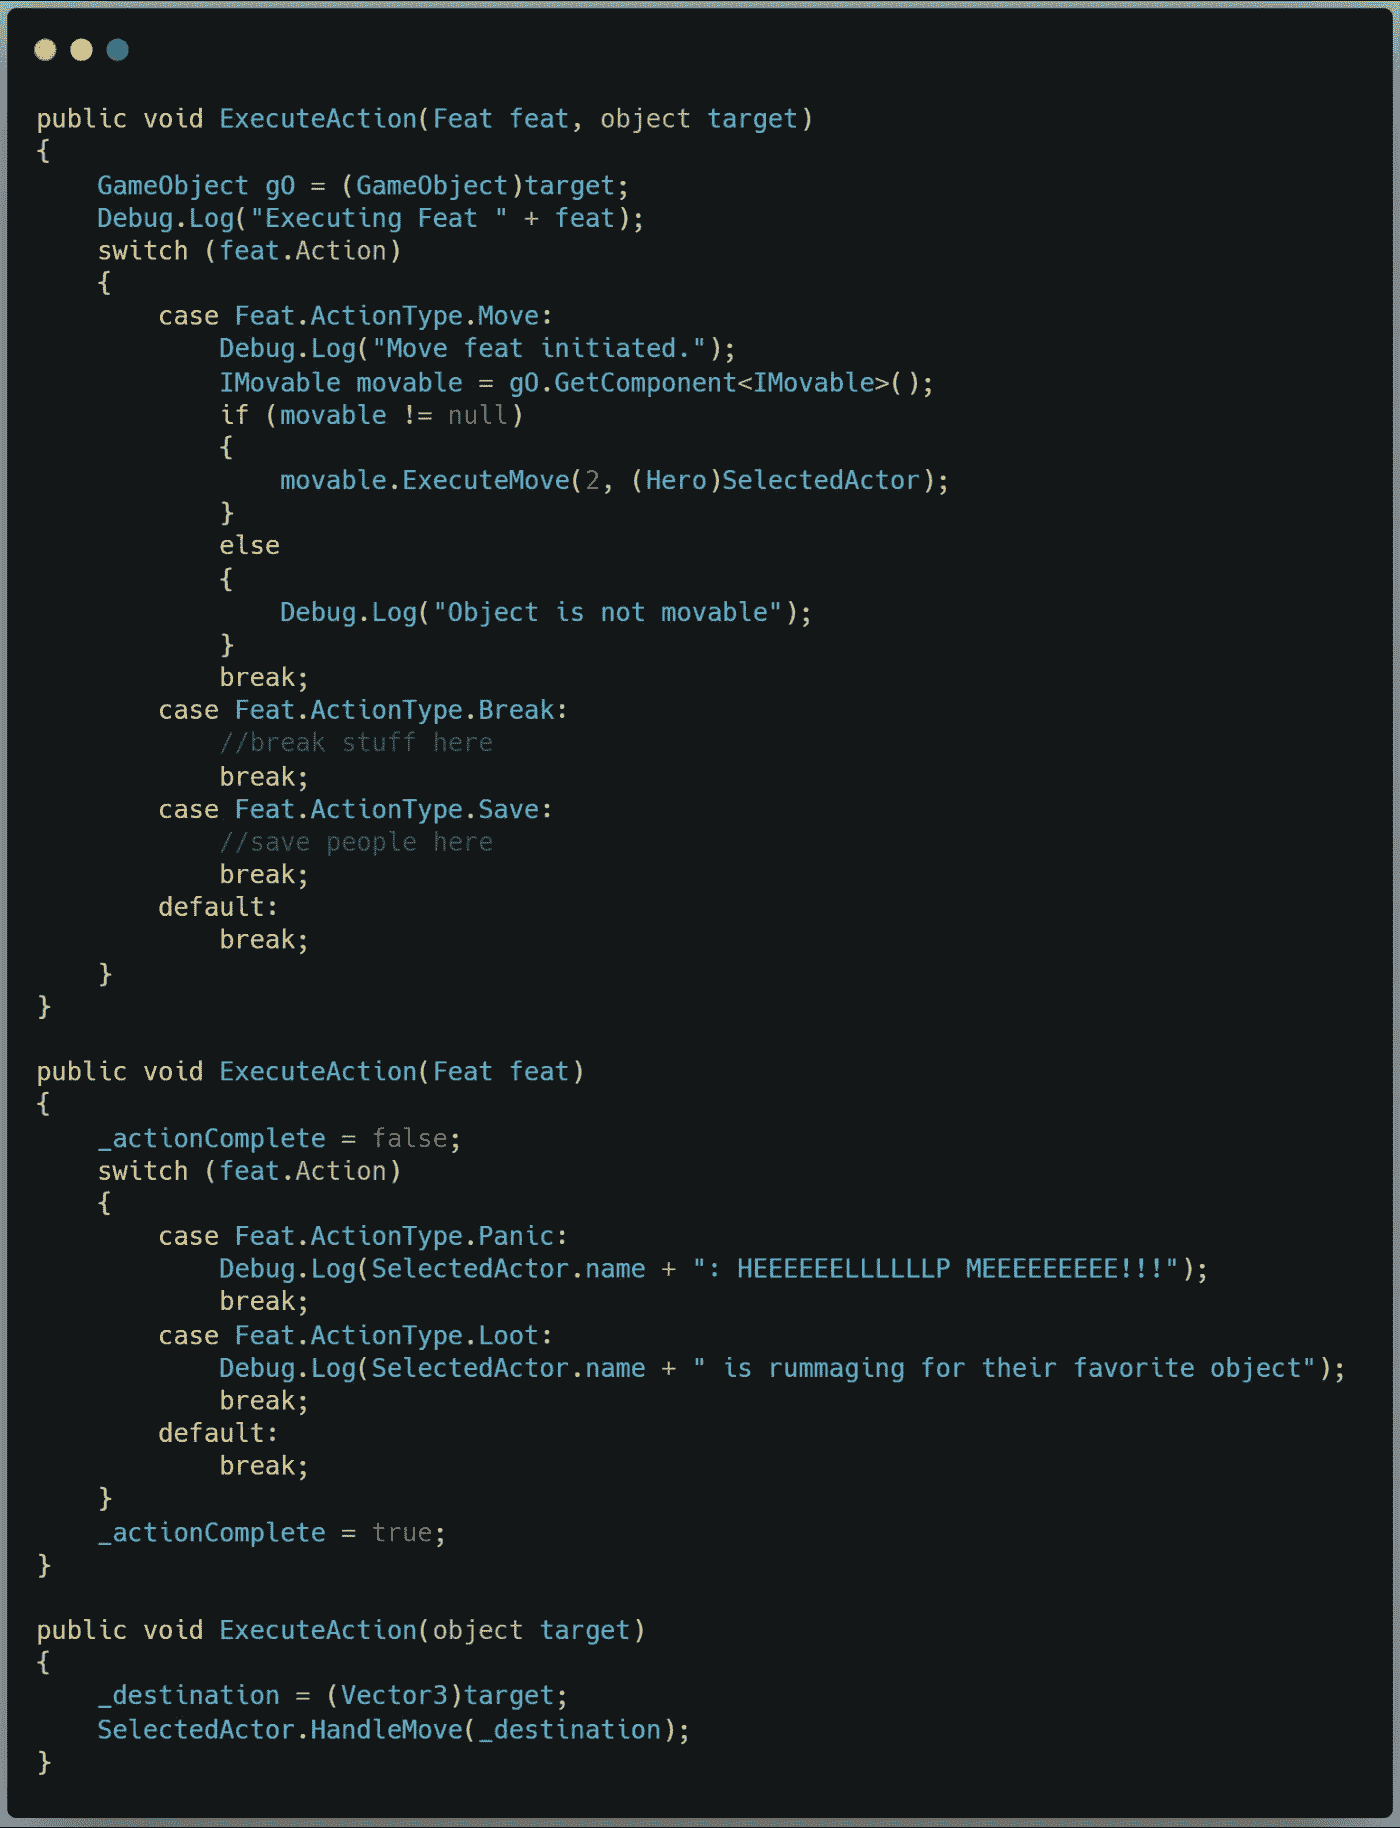 public void ExecuteAction(Feat feat, object target)
{
    GameObject gO = (GameObject)target;
    Debug.Log("Executing Feat " + feat);
    switch (feat.Action)
    {
        case Feat.ActionType.Move:
            Debug.Log("Move feat initiated.");
            IMovable movable = gO.GetComponent<IMovable>();
            if (movable != null)
            {
                movable.ExecuteMove(2, (Hero)SelectedActor);
            }
            else
            {
                Debug.Log("Object is not movable");
            }
            break;
        case Feat.ActionType.Break:
            //break stuff here
            break;
        case Feat.ActionType.Save:
            //save people here
            break;
        default:
            break;
    }
}

public void ExecuteAction(Feat feat)
{
    _actionComplete = false;
    switch (feat.Action)
    {
        case Feat.ActionType.Panic:
            Debug.Log(SelectedActor.name + ": HEEEEEELLLLLLP MEEEEEEEEE!!!");
            break;
        case Feat.ActionType.Loot:
            Debug.Log(SelectedActor.name + " is rummaging for their favorite object");
            break;
        default:
            break;
    }
    _actionComplete = true;
}

public void ExecuteAction(object target)
{
    _destination = (Vector3)target;
    SelectedActor.HandleMove(_destination);
}